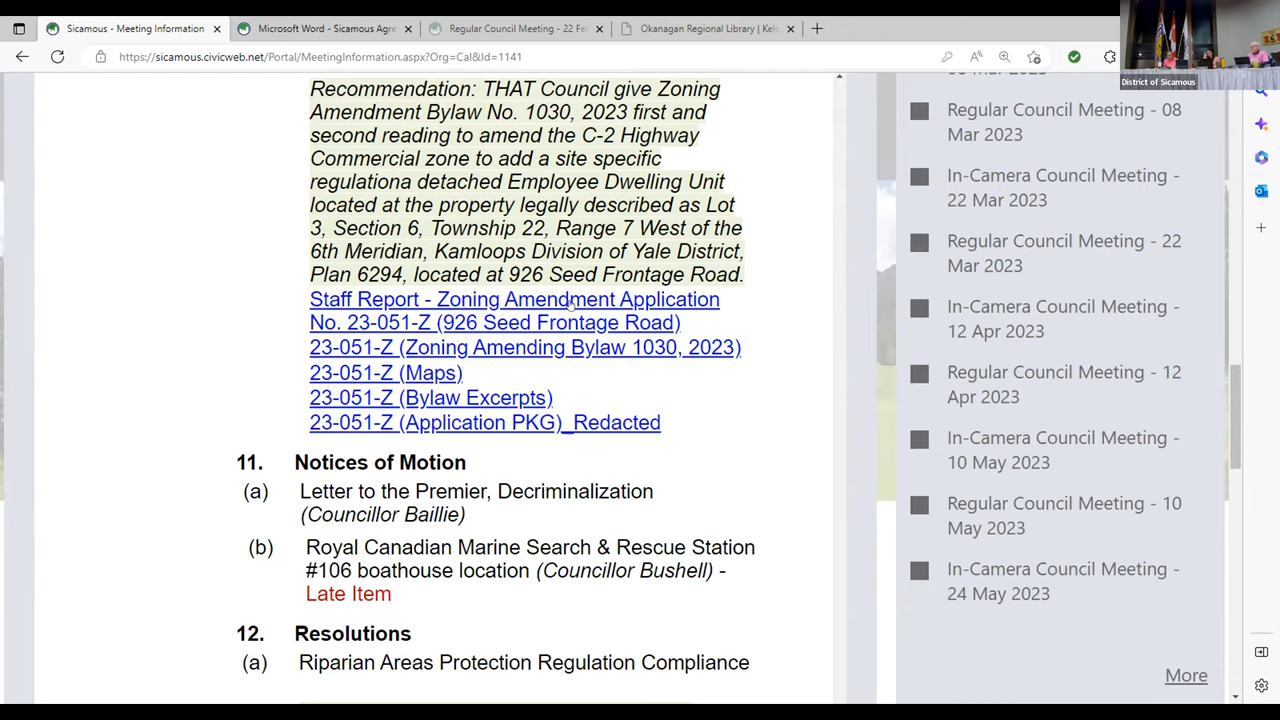 Sicamous - Meeting Information
Microsoft Word - Sicamous Agre
Regular Council Meeting - 22 Fel
Okanagan Regional Library | Kelo
https://sicamous.civicweb.net/Portal/MeetingInformation.aspx?Org=Cal&Id=1141
District of Sicamous
Recommendation: THAT Council give Zoning
Amendment Bylaw No. 1030, 2023 first and
second reading to amend the C-2 Highway
Commercial zone to add a site specific
regulationa detached Employee Dwelling Unit
located at the property legally described as Lot
3, Section 6, Township 22, Range 7 West of the
6th Meridian, Kamloops Division of Yale District,
Plan 6294, located at 926 Seed Frontage Road.
Staff Report - Zoning Amendment Application
No. 23-051-Z (926 Seed Frontage Road)
23-051-Z (Zoning Amending Bylaw 1030, 2023)
23-051-Z (Maps)
23-051-Z (Bylaw Excerpts)
23-051-Z (Application PKG)_Redacted
11. Notices of Motion
(a) Letter to the Premier, Decriminalization
(Councillor Baillie)
(b) Royal Canadian Marine Search & Rescue Station
#106 boathouse location (Councillor Bushell) -
Late Item
12. Resolutions
(a) Riparian Areas Protection Regulation Compliance
Mar 2023
Regular Council Meeting - 08
Mar 2023
In-Camera Council Meeting -
22 Mar 2023
Regular Council Meeting - 22
Mar 2023
In-Camera Council Meeting -
12 Apr 2023
Regular Council Meeting - 12
Apr 2023
In-Camera Council Meeting -
10 May 2023
Regular Council Meeting - 10
May 2023
In-Camera Council Meeting -
24 May 2023
More